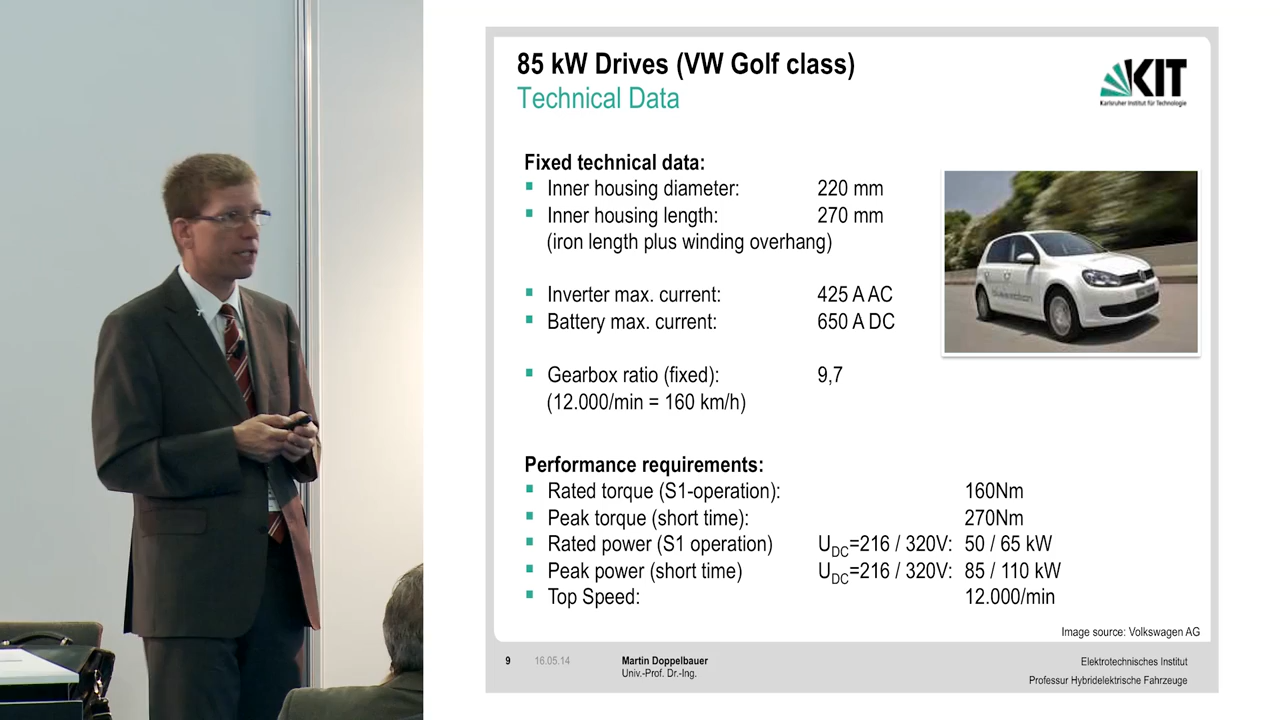 85 kW Drives (VW Golf class)
Technical Data
KIT
Karlsruher Institut für Technologie
Fixed technical data:
Inner housing diameter: 220 mm
Inner housing length: 270 mm
(iron length plus winding overhang)
Inverter max. current: 425 A AC
Battery max. current: 650 A DC
Gearbox ratio (fixed): 9,7
(12.000/min = 160 km/h)
Performance requirements:
Rated torque (S1-operation): 160Nm
Peak torque (short time): 270Nm
Rated power (S1 operation) UDC=216 / 320V: 50 / 65 kW
Peak power (short time) UDC=216 / 320V: 85 / 110 kW
Top Speed: 12.000/min
Image source: Volkswagen AG
9 16.05.14 Martin Doppelbauer Elektrotechnisches Institut
Univ.-Prof. Dr.-Ing. Professur Hybridelektrische Fahrzeuge